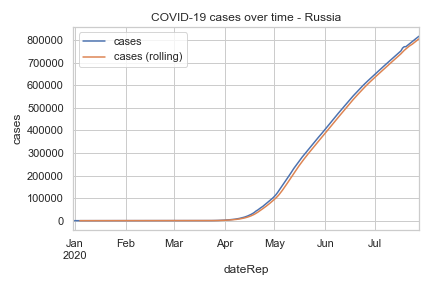 COVID-19 cases over time - Russia
cases
cases (rolling)
800000
700000
600000
500000
400000
300000
200000
100000
0
cases
Jan
2020
Feb
Mar
Apr
May
Jun
Jul
dateRep